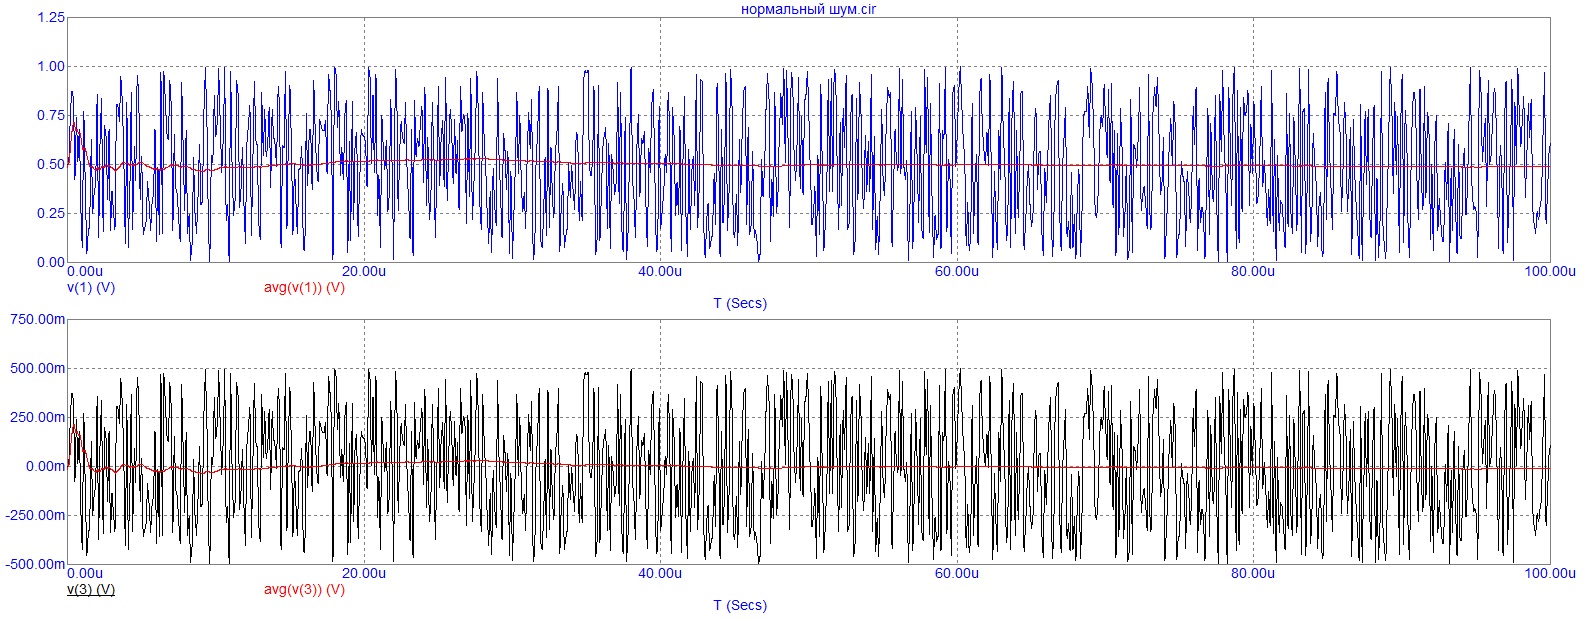 нормальный шум.cir
1.25
1.00
0.75
0.50
0.25
0.00
0.00u 20.00u 40.00u 60.00u 80.00u 100.00u
v(1) (V) avg(v(1)) (V)
T (Secs)
750.00m
500.00m
250.00m
0.00m
-250.00m
-500.00m
0.00u 20.00u 40.00u 60.00u 80.00u 100.00u
v(3) (V) avg(v(3)) (V)
T (Secs)